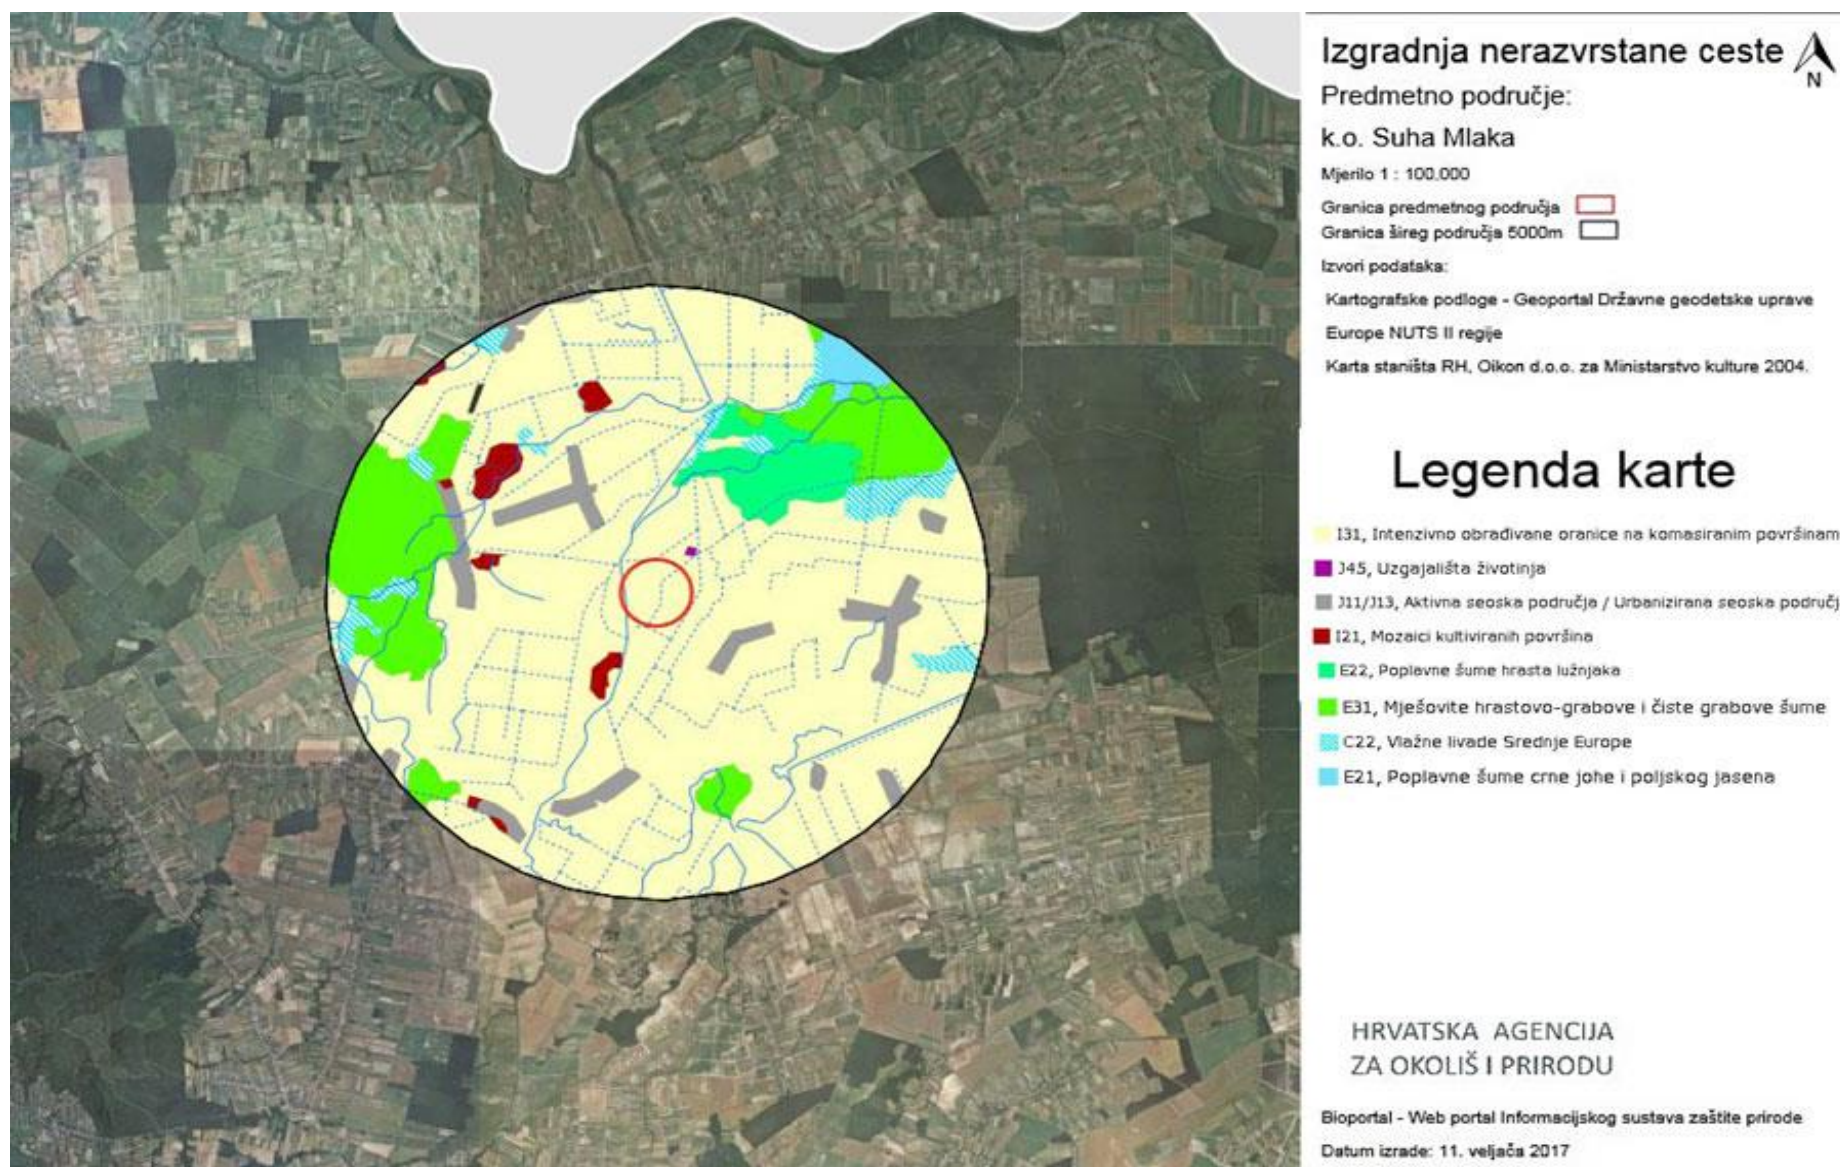 Izgradnja nerazvrstane ceste
N
Predmetno područje:
k.o. Suha Mlaka
Mjerilo 1 : 100.000
Granica predmetnog područja
Granica šireg područja 5000m
Izvori podataka:
Kartografske podloge - Geoportal Državne geodetske uprave
Europe NUTS II regije
Karta staništa RH, Oikon d.o.o. za Ministarstvo kulture 2004.
Legenda karte
I31, Intenzivno obrađivane oranice na komasiranim površinam
J45, Uzgajališta životinja
J11/J13, Aktivna seoska područja / Urbanizirana seoska područj
I21, Mozaici kultiviranih površina
E22, Poplavne šume hrasta lužnjaka
E31, Mješovite hrastovo-grabove i čiste grabove šume
C22, Vlažne livade Srednje Europe
E21, Poplavne šume crne johe i poljskog jasena
HRVATSKA AGENCIJA
ZA OKOLIŠ I PRIRODU
Bioportal - Web portal Informacijskog sustava zaštite prirode
Datum izrade: 11. veljača 2017